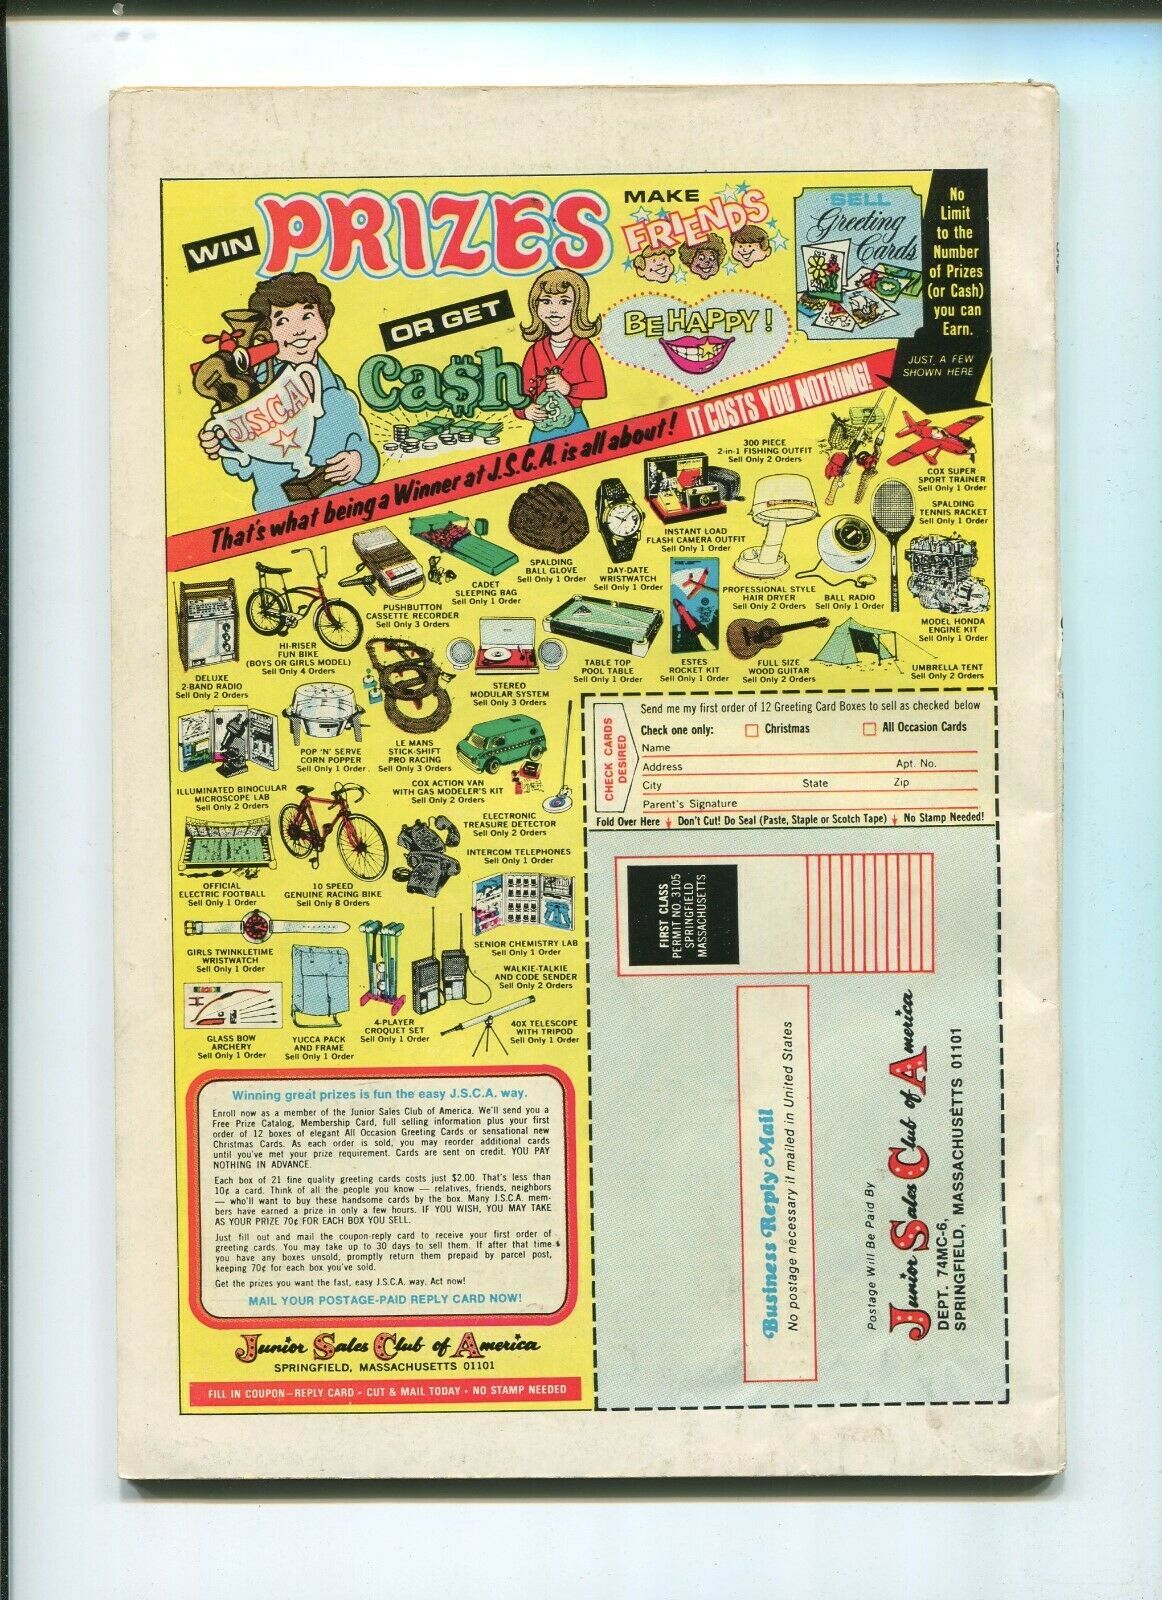 WIN
PRIZES
MAKE
FRIENDS
SELL
Greeting
Cards
No
Limit
to the
Number
of Prizes
(or Cash)
you can
Earn.
JUST A FEW
SHOWN HERE
OR GET
Ca$h
BE HAPPY!
J.S.C.A.
That's what being a Winner at J.S.C.A. is all about! IT COSTS YOU NOTHING!
300 PIECE
2-in-1 FISHING OUTFIT
Sell Only 2 Orders
COX SUPER
SPORT TRAINER
Sell Only 1 Order
SPALDING
TENNIS RACKET
Sell Only 1 Order
INSTANT LOAD
FLASH CAMERA OUTFIT
Sell Only 1 Order
SPALDING
BALL GLOVE
Sell Only 1 Order
DAY-DATE
WRISTWATCH
Sell Only 1 Order
CADET
SLEEPING BAG
Sell Only 1 Order
PUSHBUTTON
CASSETTE RECORDER
Sell Only 3 Orders
PROFESSIONAL STYLE
HAIR DRYER
Sell Only 2 Orders
BALL RADIO
Sell Only 1 Order
MODEL HONDA
ENGINE KIT
Sell Only 1 Order
HI-RISER
FUN BIKE
(BOYS OR GIRLS MODEL)
Sell Only 4 Orders
DELUXE
2-BAND RADIO
Sell Only 2 Orders
STEREO
MODULAR SYSTEM
Sell Only 3 Orders
TABLE TOP
POOL TABLE
Sell Only 1 Order
ESTES
ROCKET KIT
Sell Only 1 Order
FULL SIZE
WOOD GUITAR
Sell Only 2 Orders
UMBRELLA TENT
Sell Only 2 Orders
POP 'N' SERVE
CORN POPPER
Sell Only 1 Order
LE MANS
STICK-SHIFT
PRO RACING
Sell Only 3 Orders
ILLUMINATED BINOCULAR
MICROSCOPE LAB
Sell Only 2 Orders
COX ACTION VAN
WITH GAS MODELER'S KIT
Sell Only 2 Orders
ELECTRONIC
TREASURE DETECTOR
Sell Only 2 Orders
INTERCOM TELEPHONES
Sell Only 1 Order
OFFICIAL
ELECTRIC FOOTBALL
Sell Only 1 Order
10 SPEED
GENUINE RACING BIKE
Sell Only 8 Orders
SENIOR CHEMISTRY LAB
Sell Only 1 Order
GIRLS TWINKLETIME
WRISTWATCH
Sell Only 1 Order
WALKIE-TALKIE
AND CODE SENDER
Sell Only 2 Orders
GLASS BOW
ARCHERY
Sell Only 1 Order
YUCCA PACK
AND FRAME
Sell Only 1 Order
4-PLAYER
CROQUET SET
Sell Only 1 Order
40X TELESCOPE
WITH TRIPOD
Sell Only 1 Order
Winning great prizes is fun the easy J.S.C.A. way.
Enroll now as a member of the Junior Sales Club of America. We'll send you a
Free Prize Catalog, Membership Card, full selling information plus your first
order of 12 boxes of elegant All Occasion Greeting Cards or sensational new
Christmas Cards. As each order is sold, you may reorder additional cards
until you've met your prize requirement. Cards are sent on credit. YOU PAY
NOTHING IN ADVANCE.
Each box of 21 fine quality greeting cards costs just $2.00. That's less than
10¢ a card. Think of all the people you know — relatives, friends, neighbors
— who'll want to buy these handsome cards by the box. Many J.S.C.A. mem-
bers have earned a prize in only a few hours. IF YOU WISH, YOU MAY TAKE
AS YOUR PRIZE 70¢ FOR EACH BOX YOU SELL.
Just fill out and mail the coupon-reply card to receive your first order of
greeting cards. You may take up to 30 days to sell them. If after that time
you have any boxes unsold, promptly return them prepaid by parcel post,
keeping 70¢ for each box you've sold.
Get the prizes you want the fast, easy J.S.C.A. way. Act now!
MAIL YOUR POSTAGE-PAID REPLY CARD NOW!
Junior Sales Club of America
SPRINGFIELD, MASSACHUSETTS 01101
FILL IN COUPON–REPLY CARD • CUT & MAIL TODAY • NO STAMP NEEDED
CHECK CARDS
DESIRED
Send me my first order of 12 Greeting Card Boxes to sell as checked below
Check one only: Christmas All Occasion Cards
Name
Address Apt. No.
City State Zip
Parent's Signature
Fold Over Here Don't Cut! Do Seal (Paste, Staple or Scotch Tape) No Stamp Needed!
FIRST CLASS
PERMIT NO. 3105
SPRINGFIELD
MASSACHUSETTS
Business Reply Mail
No postage necessary if mailed in United States
Postage Will Be Paid By
Junior Sales Club of America
DEPT. 74MC-6,
SPRINGFIELD, MASSACHUSETTS 01101